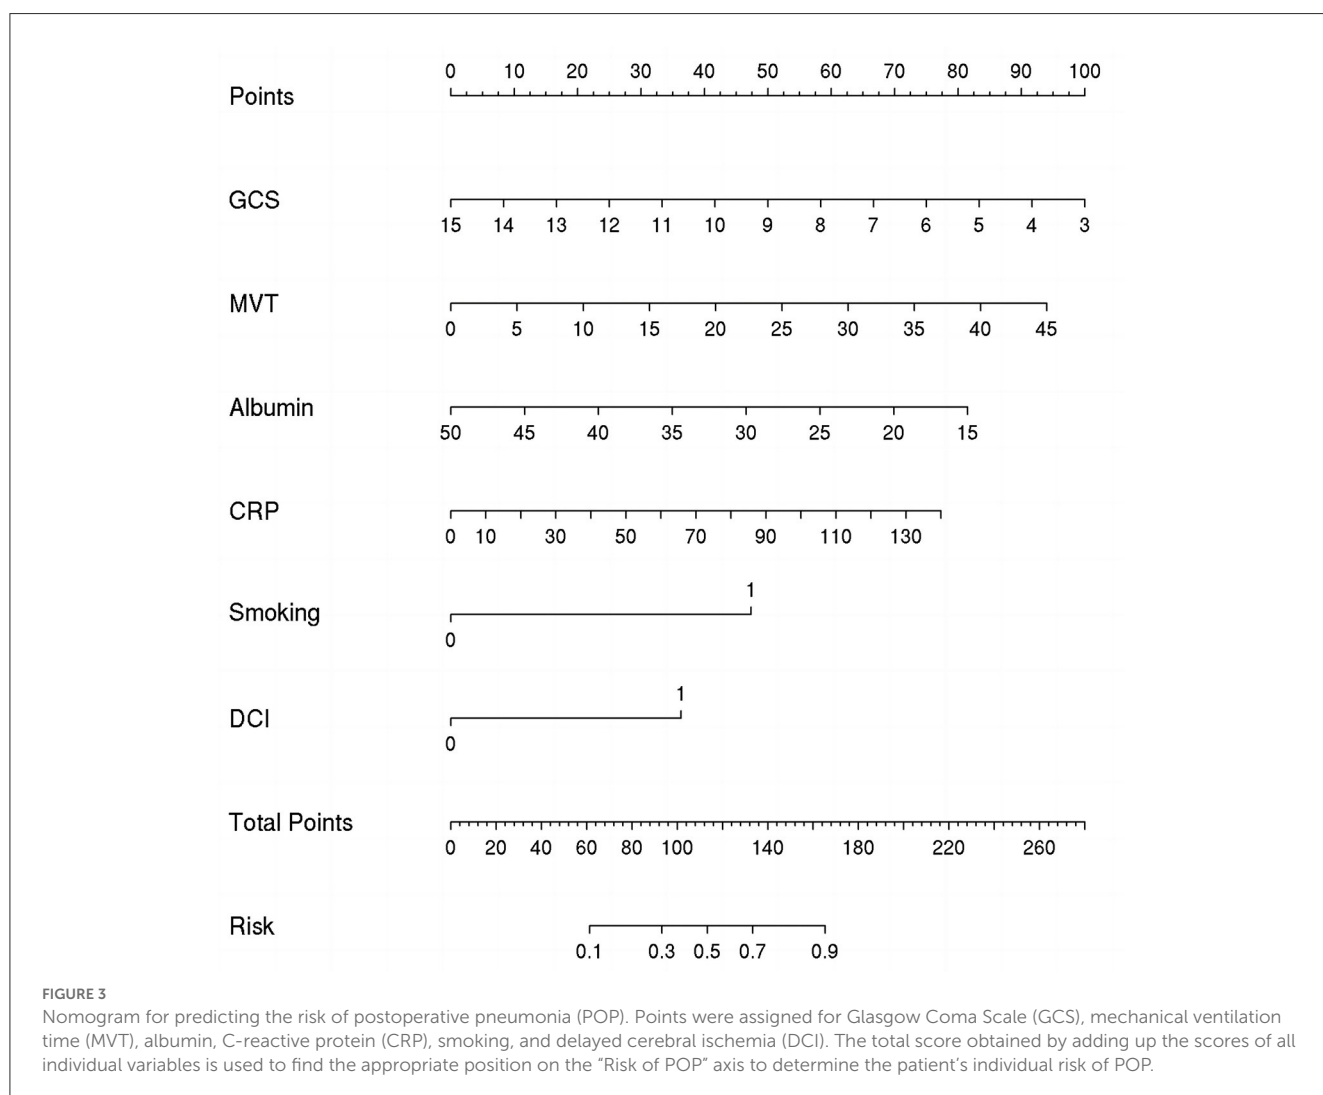 0 10 20 30 40 50 60 70 80 90 100
Points
GCS
15 14 13 12 11 10 9 8 7 6 5 4 3
MVT
0 5 10 15 20 25 30 35 40 45
Albumin
50 45 40 35 30 25 20 15
CRP
0 10 30 50 70 90 110 130
1
Smoking
0
1
DCI
0
Total Points
0 20 40 60 80 100 140 180 220 260
Risk
0.1 0.3 0.5 0.7 0.9
FIGURE 3
Nomogram for predicting the risk of postoperative pneumonia (POP). Points were assigned for Glasgow Coma Scale (GCS), mechanical ventilation
time (MVT), albumin, C-reactive protein (CRP), smoking, and delayed cerebral ischemia (DCI). The total score obtained by adding up the scores of all
individual variables is used to find the appropriate position on the “Risk of POP” axis to determine the patient’s individual risk of POP.